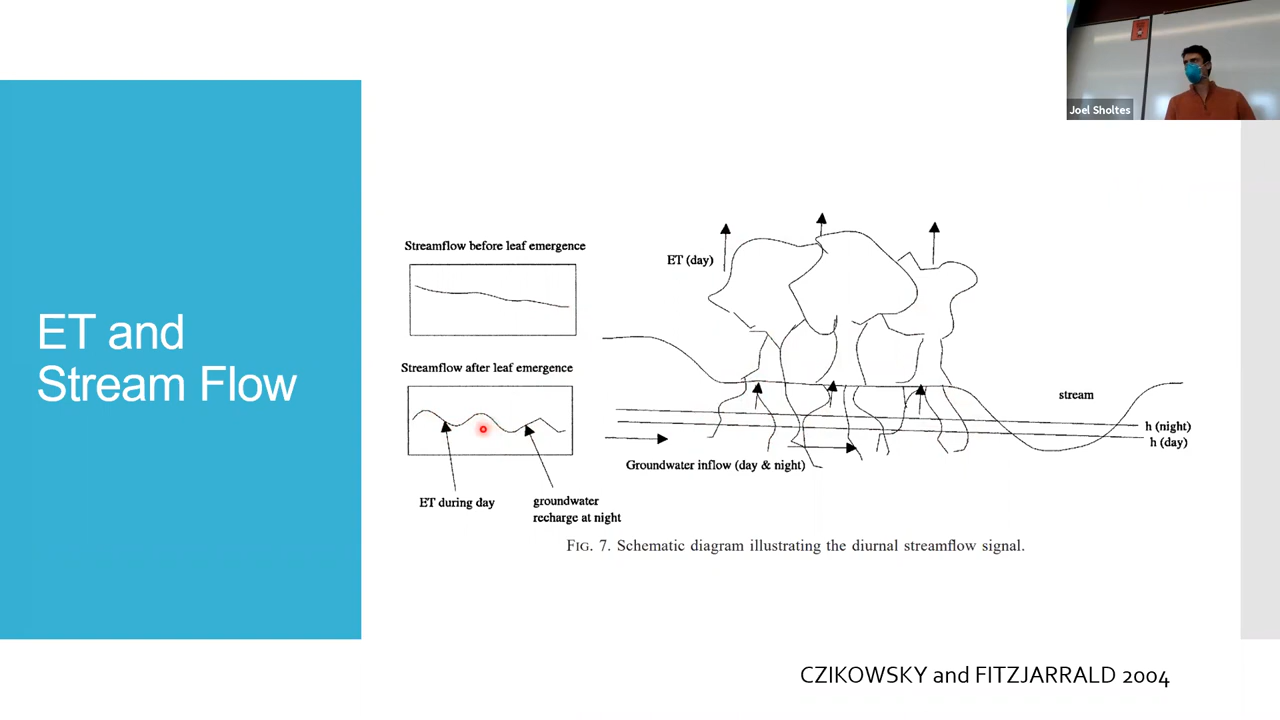 Joel Sholtes
ET and
Stream Flow
Streamflow before leaf emergence
Streamflow after leaf emergence
ET during day
groundwater
recharge at night
ET (day)
stream
h (night)
h (day)
Groundwater inflow (day & night)
FIG. 7. Schematic diagram illustrating the diurnal streamflow signal.
CZIKOWSKY and FITZJARRALD 2004